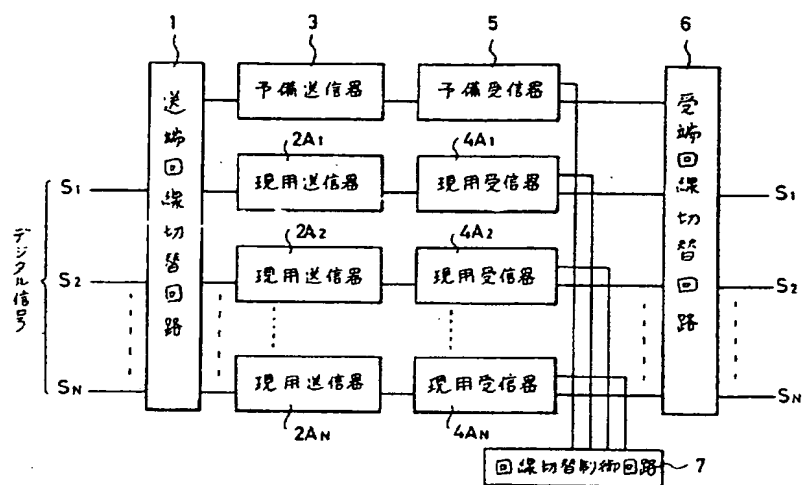 1
3
5
6
送端回線切替回路
予備送信器
予備受信器
受端回線切替回路
2A1
4A1
現用送信器
現用受信器
S1
S1
2A2
4A2
現用送信器
現用受信器
S2
S2
デジタル信号
現用送信器
現用受信器
SN
SN
2AN
4AN
回線切替制御回路
7